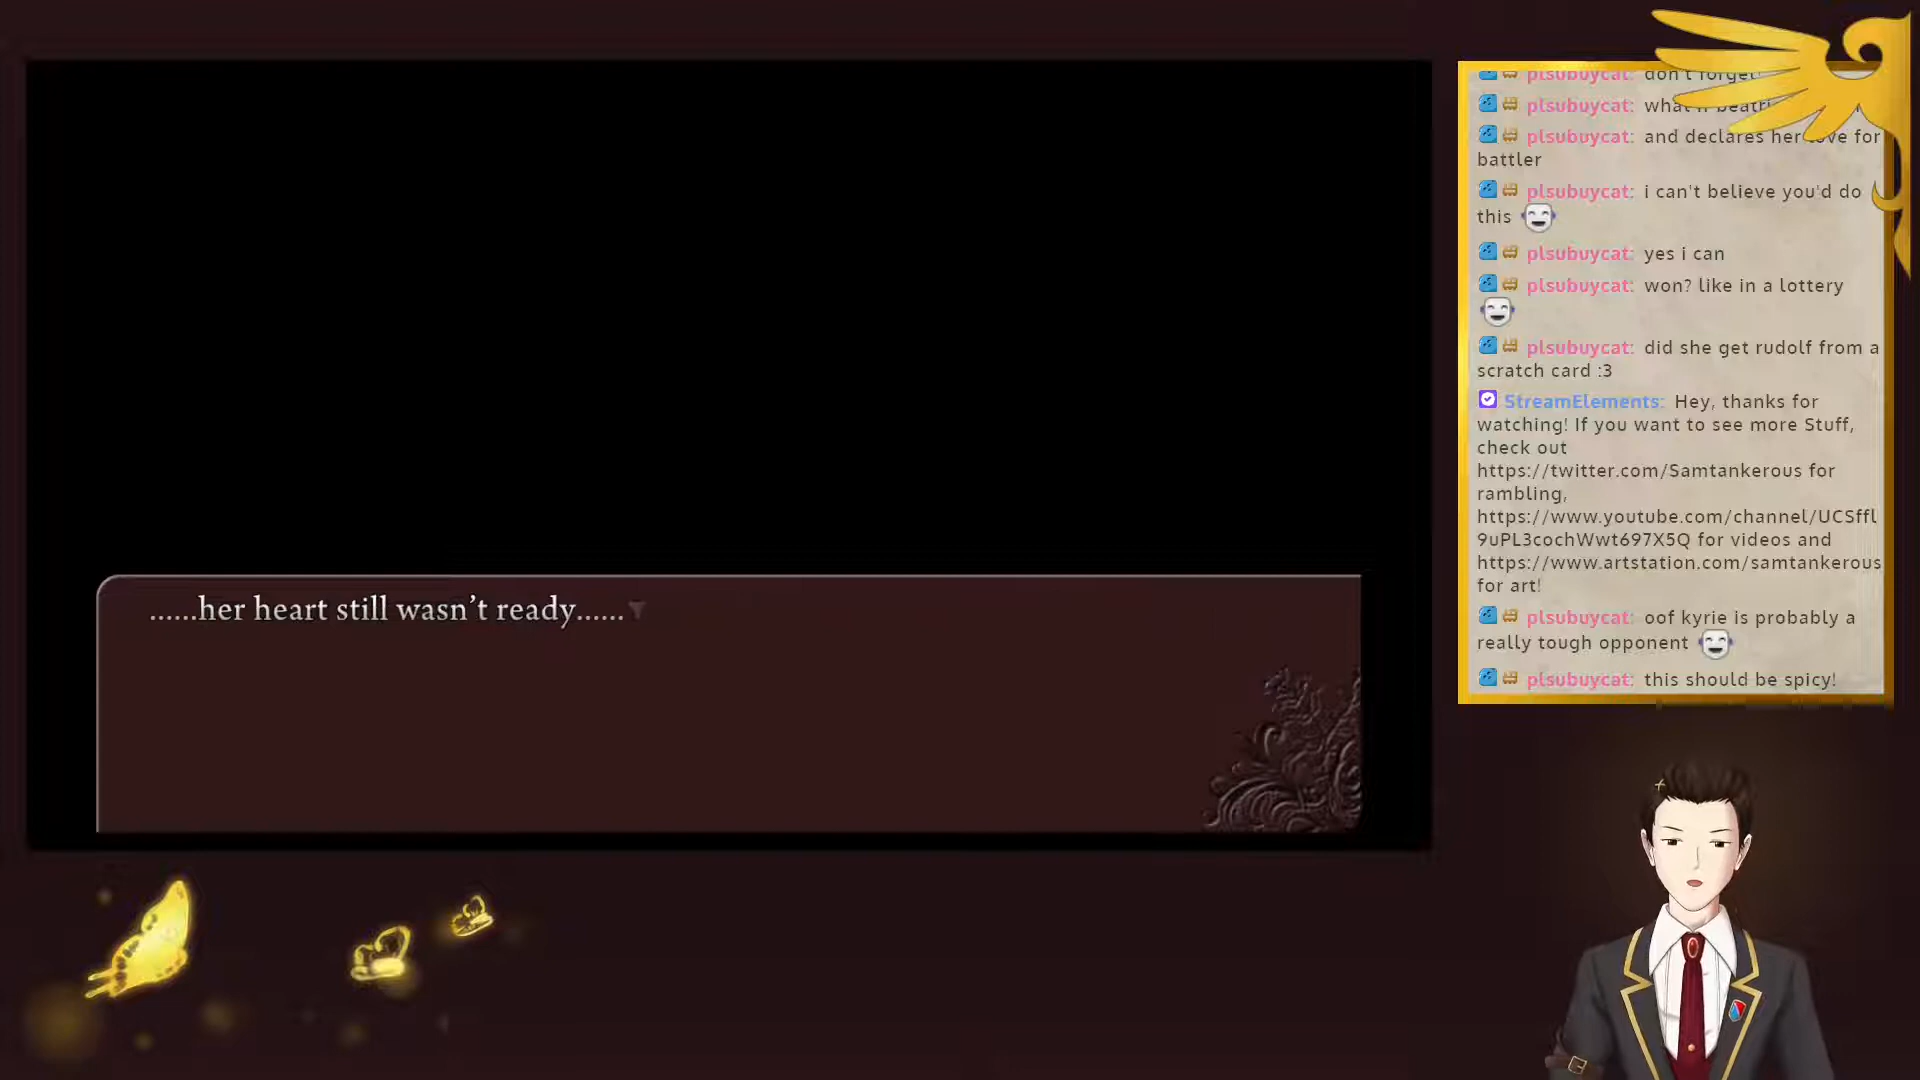 ......her heart still wasn't ready......
plsubuycat: don't forget
plsubuycat:
plsubuycat: and declares her love for
battler
plsubuycat: i can't believe you'd do
this
plsubuycat: yes i can
plsubuycat: won? like in a lottery
plsubuycat: did she get rudolf from a
scratch card :3
StreamElements: Hey, thanks for
watching! If you want to see more Stuff,
check out
https://twitter.com/Samtankerous for
rambling,
https://www.youtube.com/channel/UCSffl
9uPL3cochWwt697X5Q for videos and
https://www.artstation.com/samtankerous
for art!
plsubuycat: oof kyrie is probably a
really tough opponent
plsubuycat: this should be spicy!